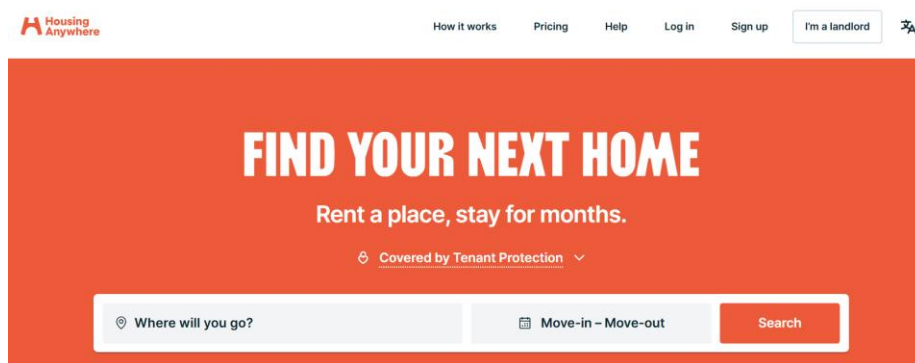 Housing
Anywhere
How it works Pricing Help Log in Sign up I'm a landlord
FIND YOUR NEXT HOME
Rent a place, stay for months.
Covered by Tenant Protection
Where will you go? Move-in – Move-out Search